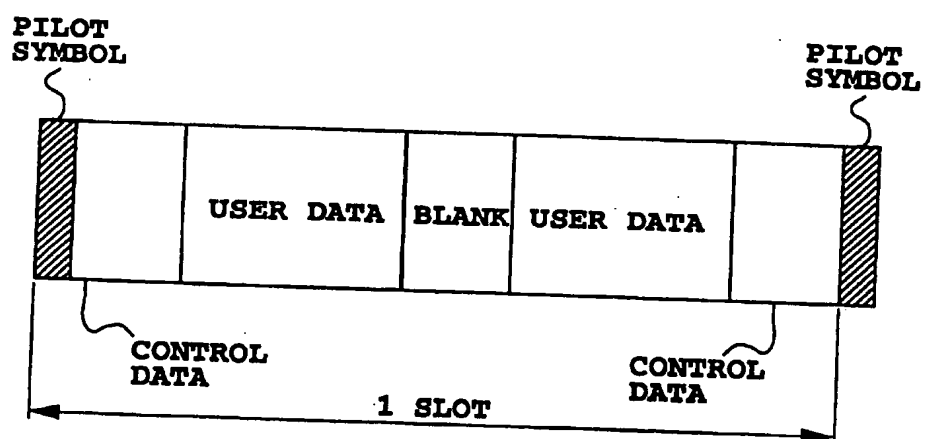 PILOT
SYMBOL
PILOT
SYMBOL
USER DATA
BLANK
USER DATA
CONTROL
DATA
CONTROL
DATA
1 SLOT